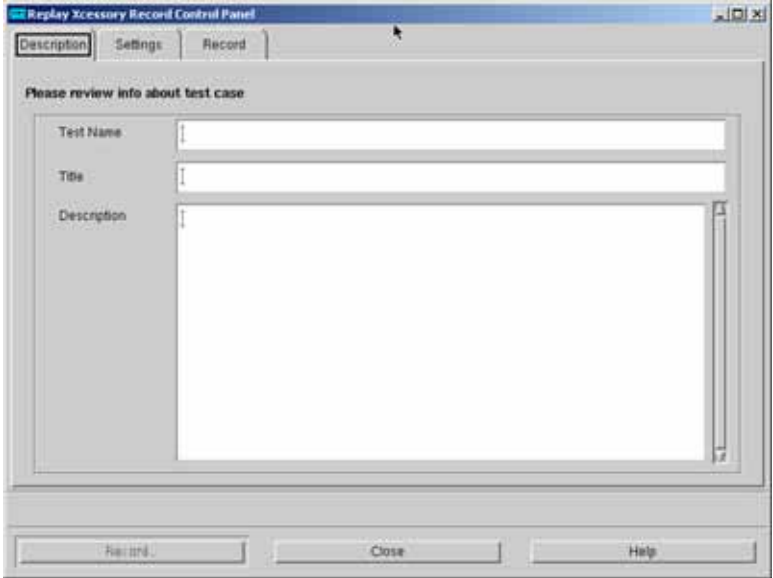 Replay Xcessory Record Control Panel
Description Settings Record
Please review info about test case
Test Name
Title
Description
Record... Close Help